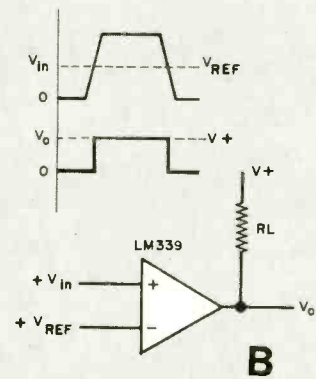 Vin VREF
0
Vo V+
0
V+
RL
LM339
+ Vin +
Vo
+ VREF −
B